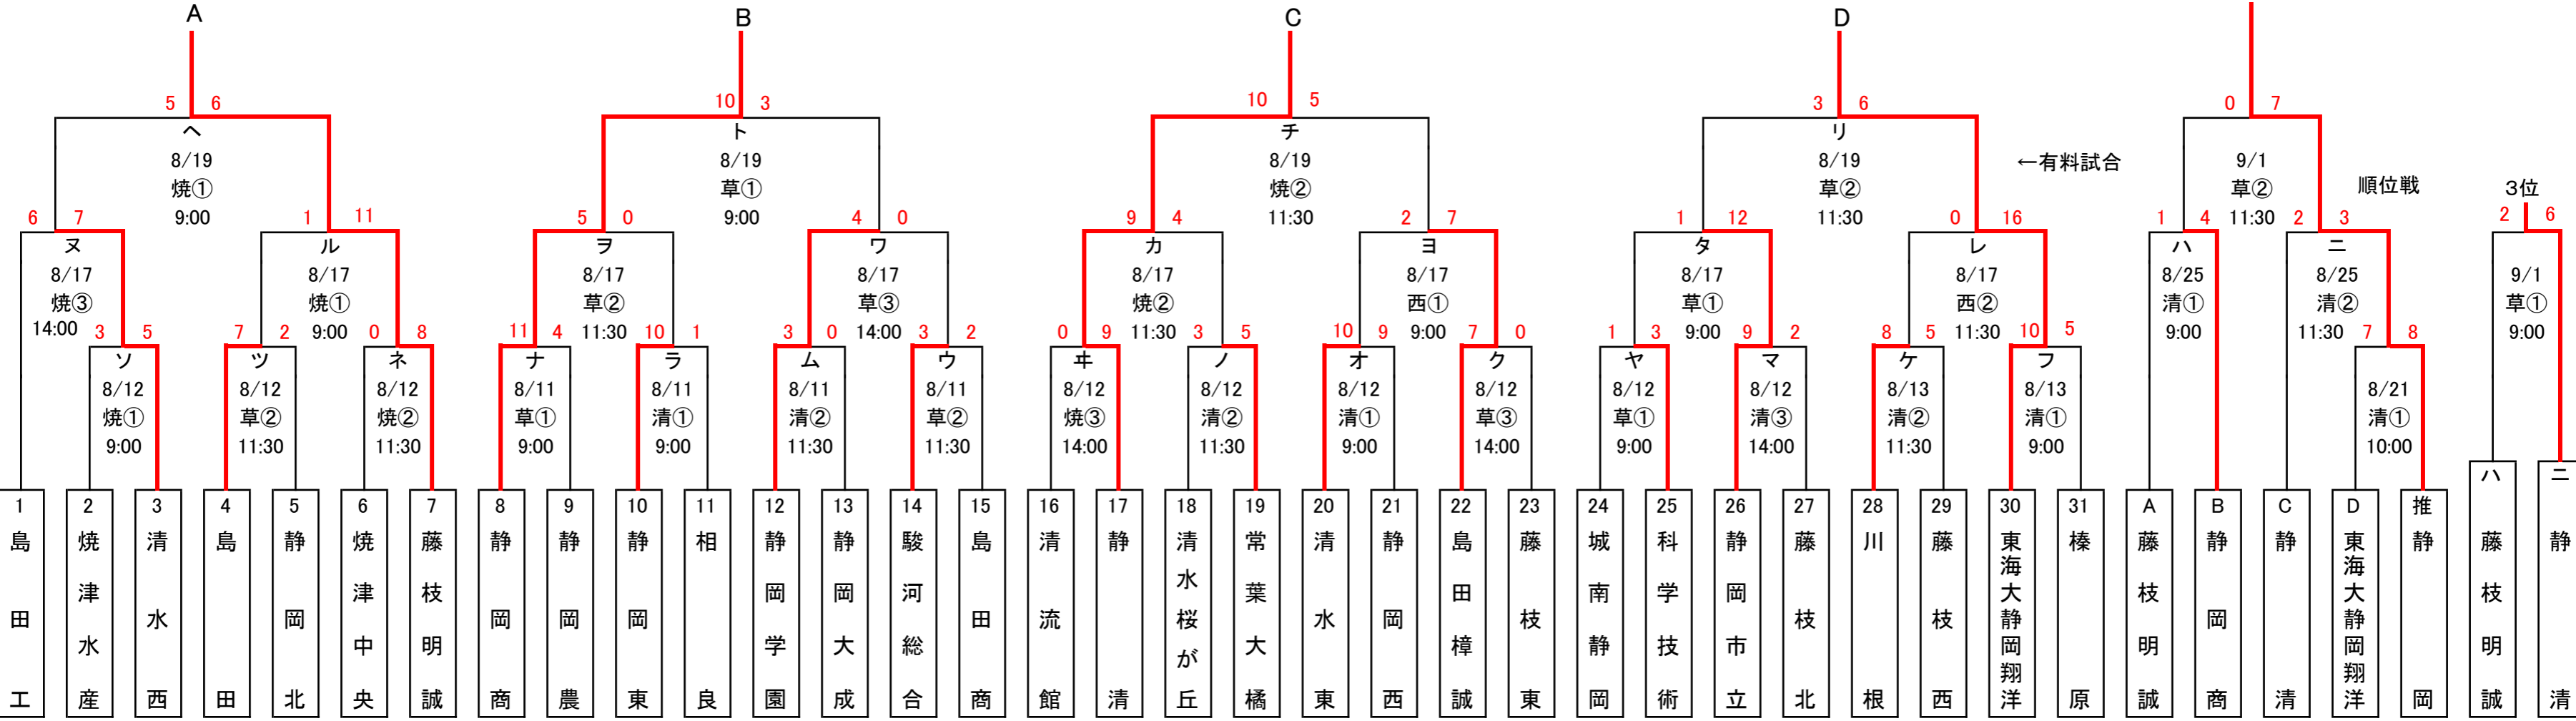 A B C D
5 6 10 3 10 5 3 6 0 7
ヘ ト チ リ
8/19 8/19 8/19 8/19 ←有料試合 9/1
焼① 草① 焼② 草② 草② 順位戦 3位
9:00 9:00 11:30 11:30 11:30
6 7 1 11 5 0 4 0 9 4 2 7 1 12 0 16 1 4 2 3 2 6
ヌ ル ヲ ワ カ ヨ タ レ ハ ニ
8/17 8/17 8/17 8/17 8/17 8/17 8/17 8/17 8/25 8/25 9/1
焼③ 焼① 草② 草③ 焼② 西① 草① 西② 清① 清② 草①
14:00 9:00 11:30 14:00 11:30 9:00 9:00 11:30 9:00 11:30 9:00
3 5 7 2 0 8 11 4 10 1 3 0 3 2 0 9 3 5 10 9 7 0 1 3 9 2 8 5 10 5 7 8
ソ ツ ネ ナ ラ ム ウ ヰ ノ オ ク ヤ マ ケ フ
8/12 8/12 8/12 8/11 8/11 8/11 8/11 8/12 8/12 8/12 8/12 8/12 8/12 8/13 8/13 8/21
焼① 草② 焼② 草① 清① 清② 草② 焼③ 清② 清① 草③ 草① 清③ 清② 清① 清①
9:00 11:30 11:30 9:00 9:00 11:30 11:30 14:00 11:30 9:00 14:00 9:00 14:00 11:30 9:00 10:00
1 島田工
2 焼津水産
3 清水西
4 島田
5 静岡北
6 焼津中央
7 藤枝明誠
8 静岡商
9 静岡農
10 静岡東
11 相良
12 静岡学園
13 静岡大成
14 駿河総合
15 島田商
16 清流館
17 静清
18 清水桜が丘
19 常葉大橘
20 清水東
21 静岡西
22 島田樟誠
23 藤枝東
24 城南静岡
25 科学技術
26 静岡市立
27 藤枝北
28 川根
29 藤枝西
30 東海大静岡翔洋
31 榛原
A 藤枝明誠
B 静岡商
C 静清
D 東海大静岡翔洋
推 静岡
ハ 藤枝明誠
ニ 静清